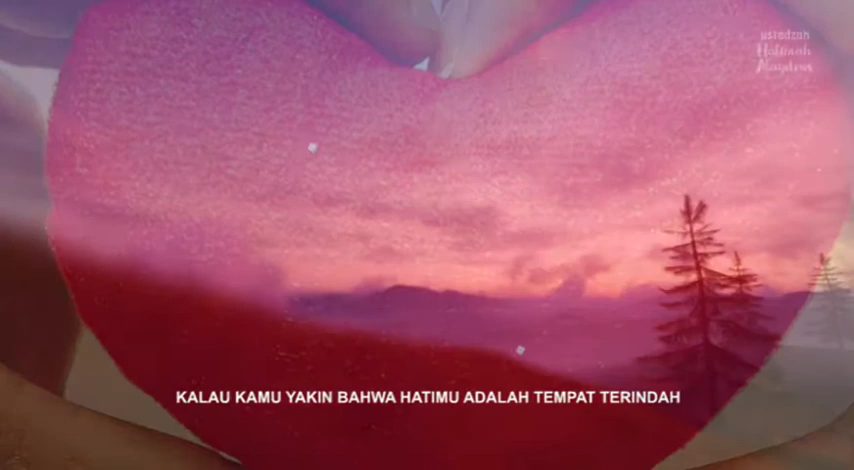 ustadzah
Halimah
Alaydrus
KALAU KAMU YAKIN BAHWA HATIMU ADALAH TEMPAT TERINDAH